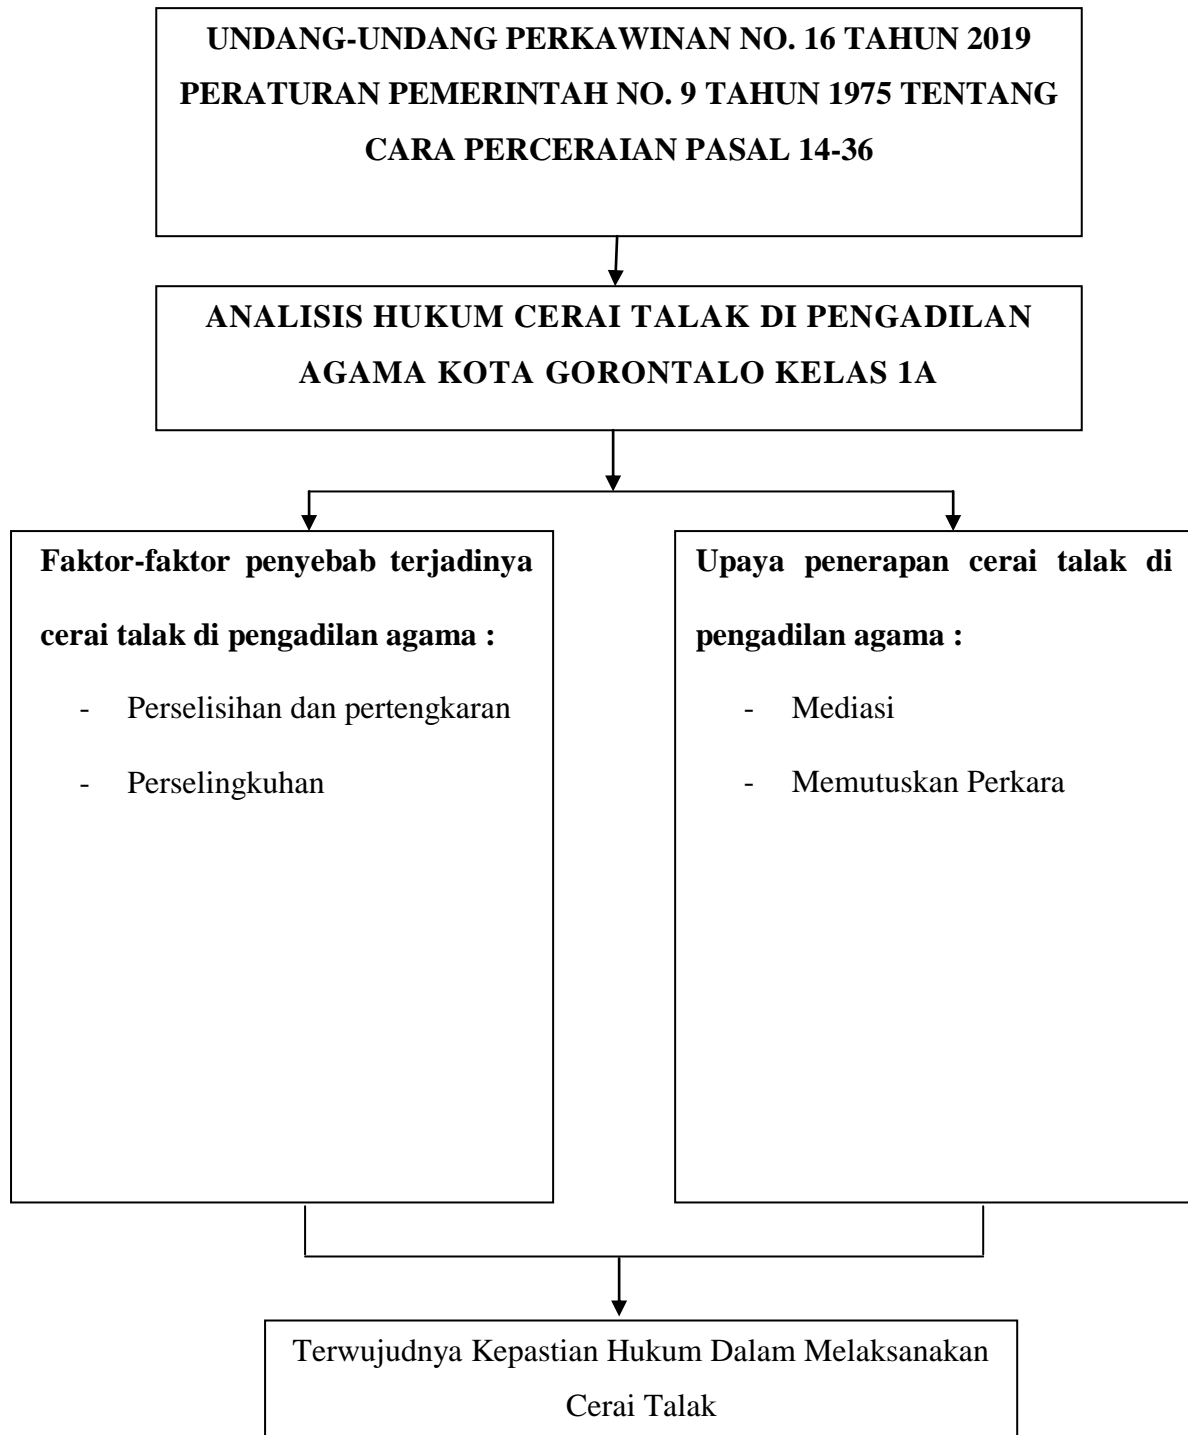 UNDANG-UNDANG PERKAWINAN NO. 16 TAHUN 2019
PERATURAN PEMERINTAH NO. 9 TAHUN 1975 TENTANG
CARA PERCERAIAN PASAL 14-36
ANALISIS HUKUM CERAI TALAK DI PENGADILAN
AGAMA KOTA GORONTALO KELAS 1A
Faktor-faktor penyebab terjadinya
cerai talak di pengadilan agama :
- Perselisihan dan pertengkaran
- Perselingkuhan
Upaya penerapan cerai talak di
pengadilan agama :
- Mediasi
- Memutuskan Perkara
Terwujudnya Kepastian Hukum Dalam Melaksanakan
Cerai Talak